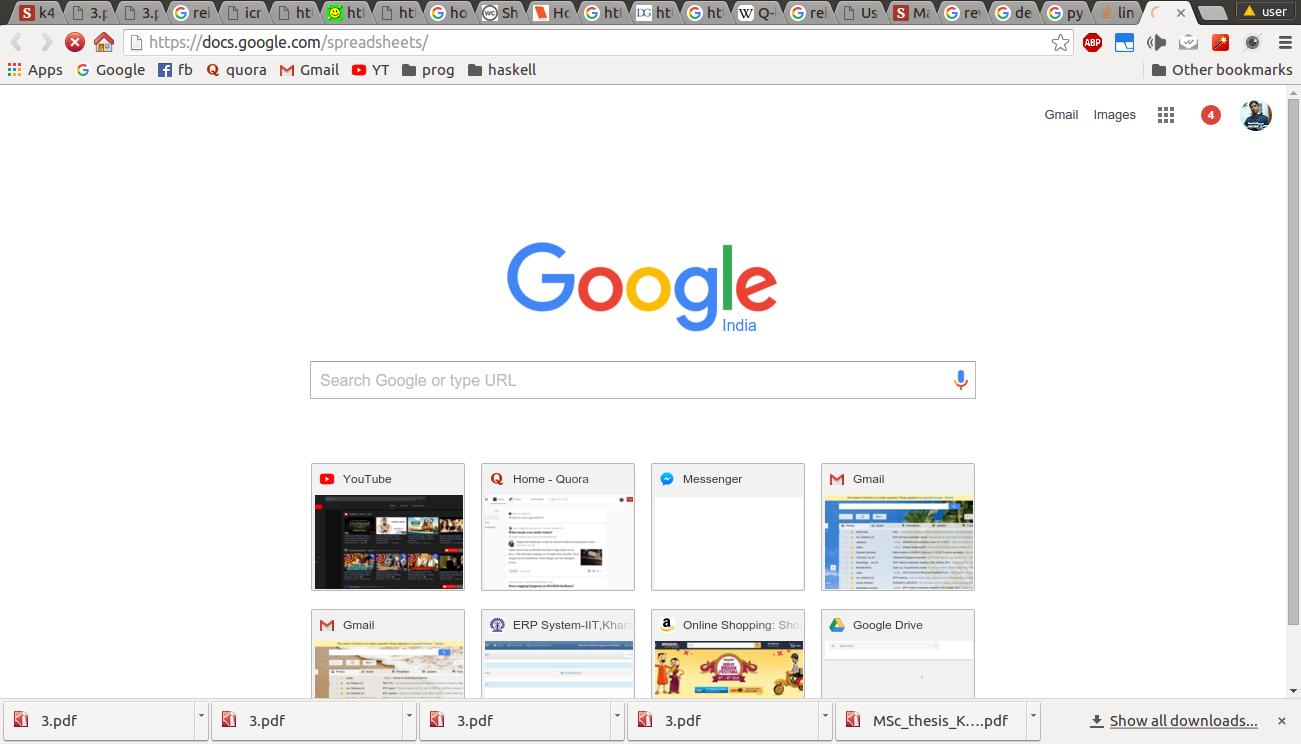 k4 3.p 3.p rei icr ht ht ht ho Sh Ho htt ht ht Q- rei Us Ma re de py lin user
https://docs.google.com/spreadsheets/
Apps Google fb quora Gmail YT prog haskell Other bookmarks
Gmail Images 4
Google
India
Search Google or type URL
YouTube Home - Quora Messenger Gmail
Gmail ERP System-IIT,Khar Online Shopping: Sho Google Drive
3.pdf 3.pdf 3.pdf 3.pdf MSc_thesis_K....pdf Show all downloads...